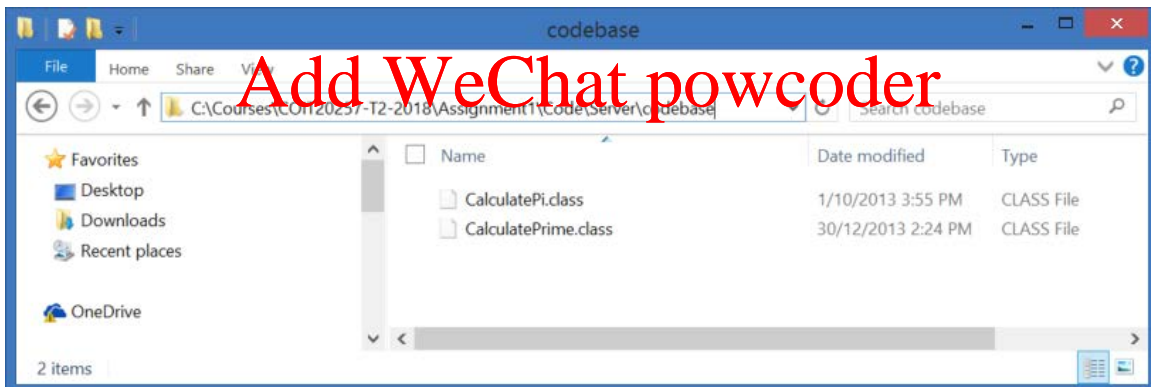 codebase
Add WeChat powcoder
File Home Share View
C:\Courses\COIT20257-T2-2018\Assignment1\Code\Server\codebase Search codebase
Favorites Name Date modified Type
Desktop CalculatePi.class 1/10/2013 3:55 PM CLASS File
Downloads CalculatePrime.class 30/12/2013 2:24 PM CLASS File
Recent places
OneDrive
2 items